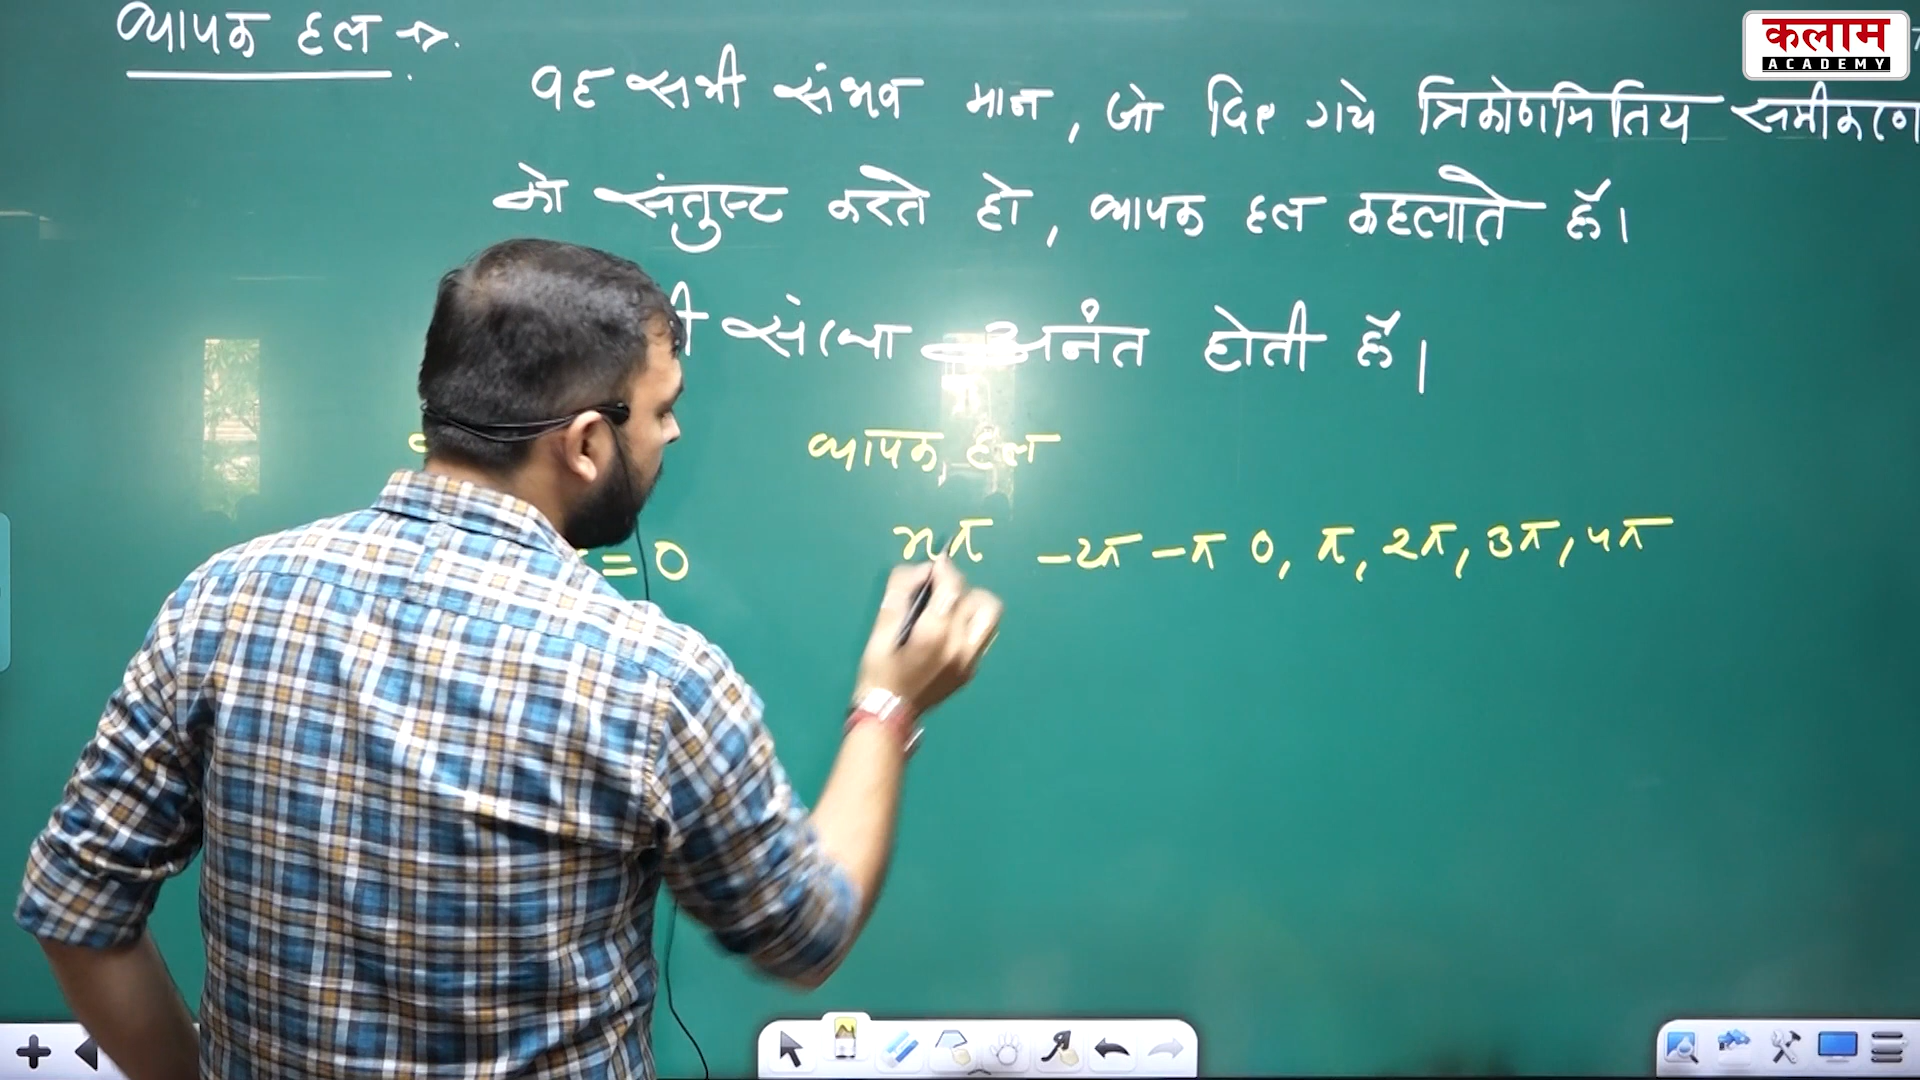 व्यापक हल →
कलाम
ACADEMY
वह सभी संभव मान, जो दिए गये त्रिकोणमितिय समीकरण
को संतुष्ट करते हो, व्यापक हल कहलाते हैं।
संख्या अनंत होती हैं।
व्यापक हल
= 0
nπ -2π -π 0, π, 2π, 3π, 4π